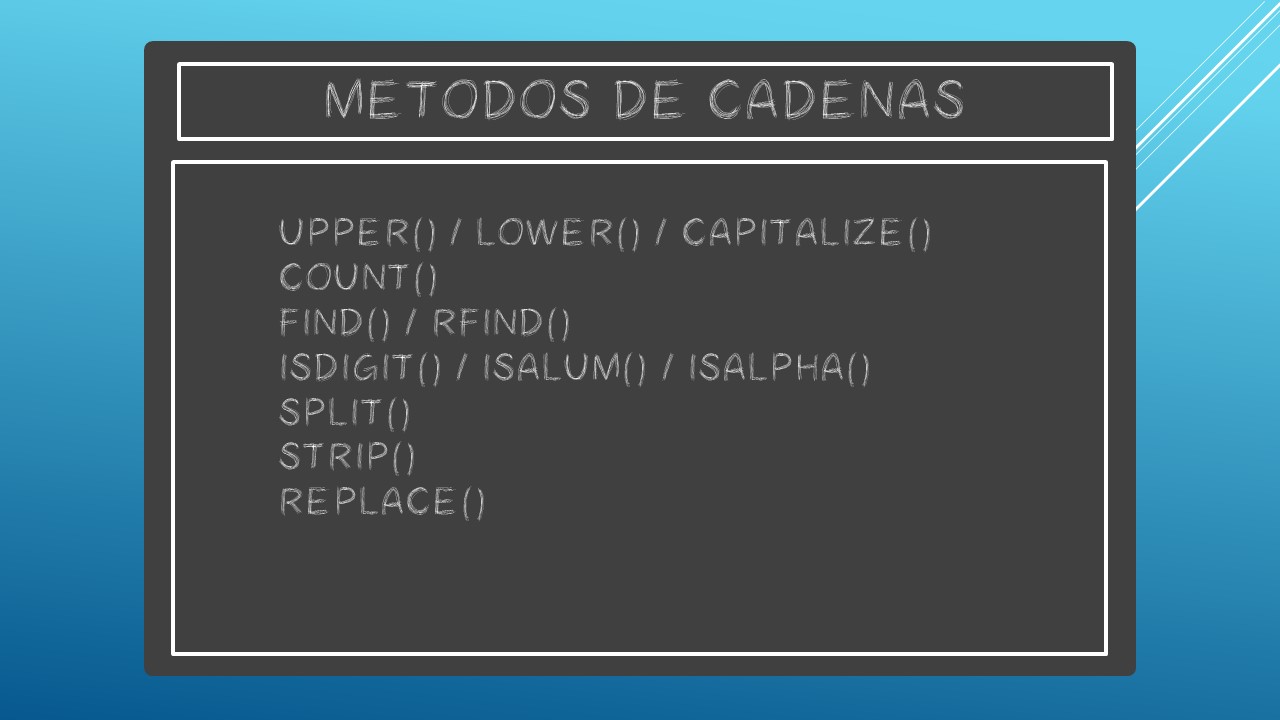 METODOS DE CADENAS
UPPER() / LOWER() / CAPITALIZE()
COUNT()
FIND() / RFIND()
ISDIGIT() / ISALUM() / ISALPHA()
SPLIT()
STRIP()
REPLACE()